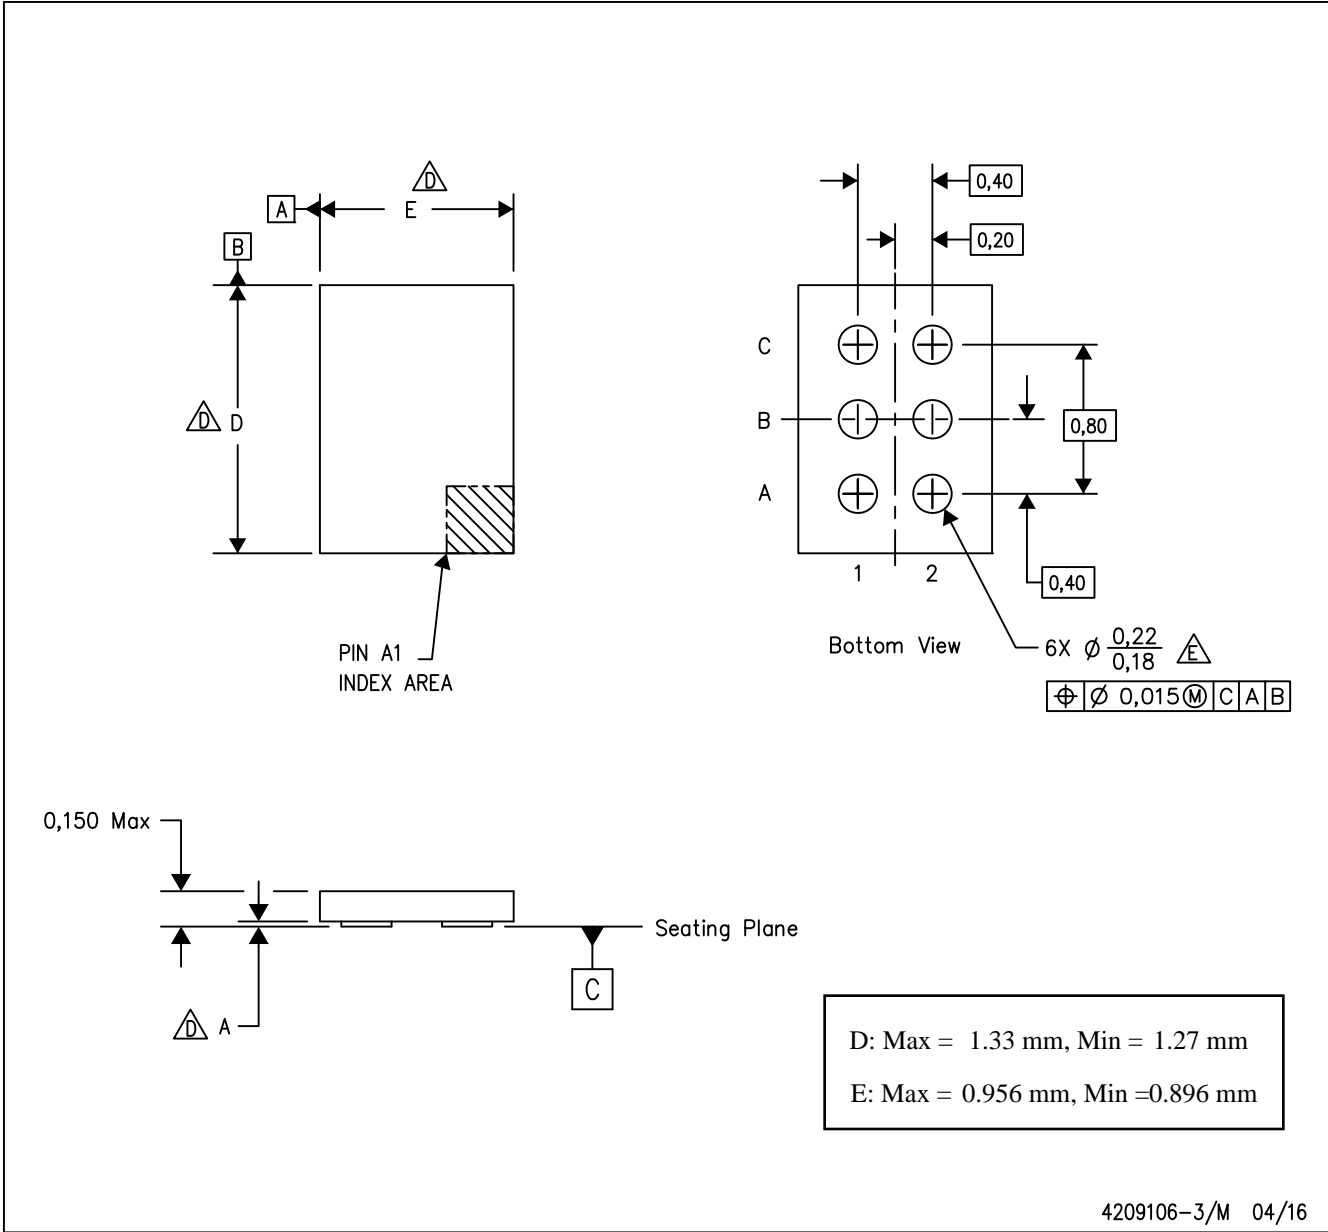 D
A
E
B
D D
PIN A1
INDEX AREA
0,40
0,20
C
B
0,80
A
1 2
0,40
Bottom View
6X Ø 0,22
0,18
E
⌖ Ø 0,015 Ⓜ C A B
0,150 Max
Seating Plane
C
D A
D: Max = 1.33 mm, Min = 1.27 mm
E: Max = 0.956 mm, Min =0.896 mm
4209106-3/M 04/16